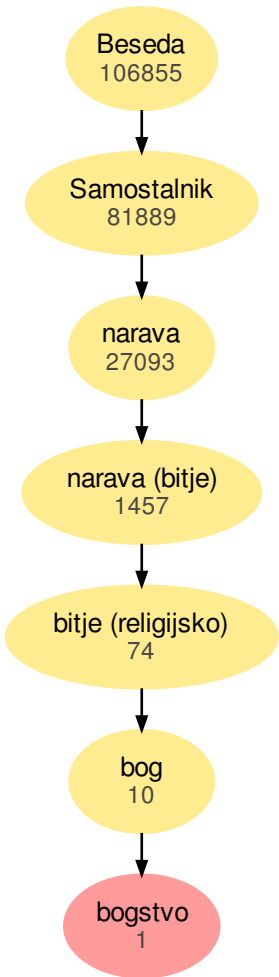 Beseda
106855
Samostalnik
81889
narava
27093
narava (bitje)
1457
bitje (religijsko)
74
bog
10
bogstvo
1